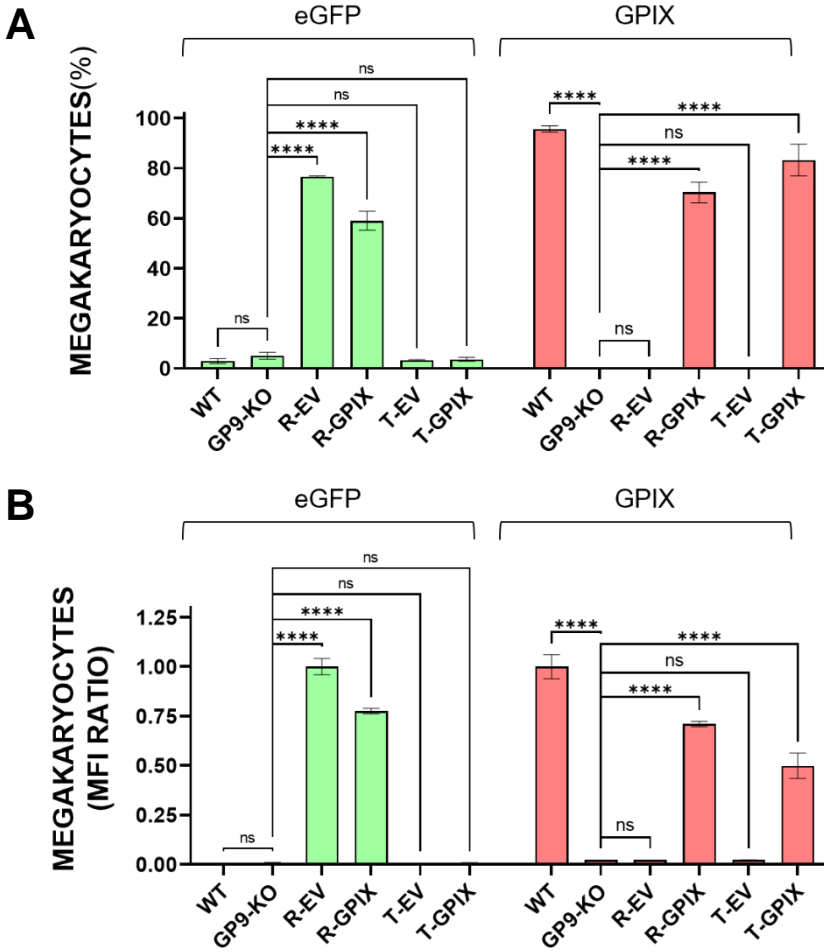 A
eGFP
GPIX
MEGAKARYOCYTES(%)
100
80
60
40
20
0
ns
ns
ns
****
****
****
****
ns
****
ns
WT
GP9-KO
R-EV
R-GPIX
T-EV
T-GPIX
WT
GP9-KO
R-EV
R-GPIX
T-EV
T-GPIX
B
eGFP
GPIX
MEGAKARYOCYTES
(MFI RATIO)
1.25
1.00
0.75
0.50
0.25
0.00
ns
ns
****
****
ns
****
****
ns
****
ns
WT
GP9-KO
R-EV
R-GPIX
T-EV
T-GPIX
WT
GP9-KO
R-EV
R-GPIX
T-EV
T-GPIX